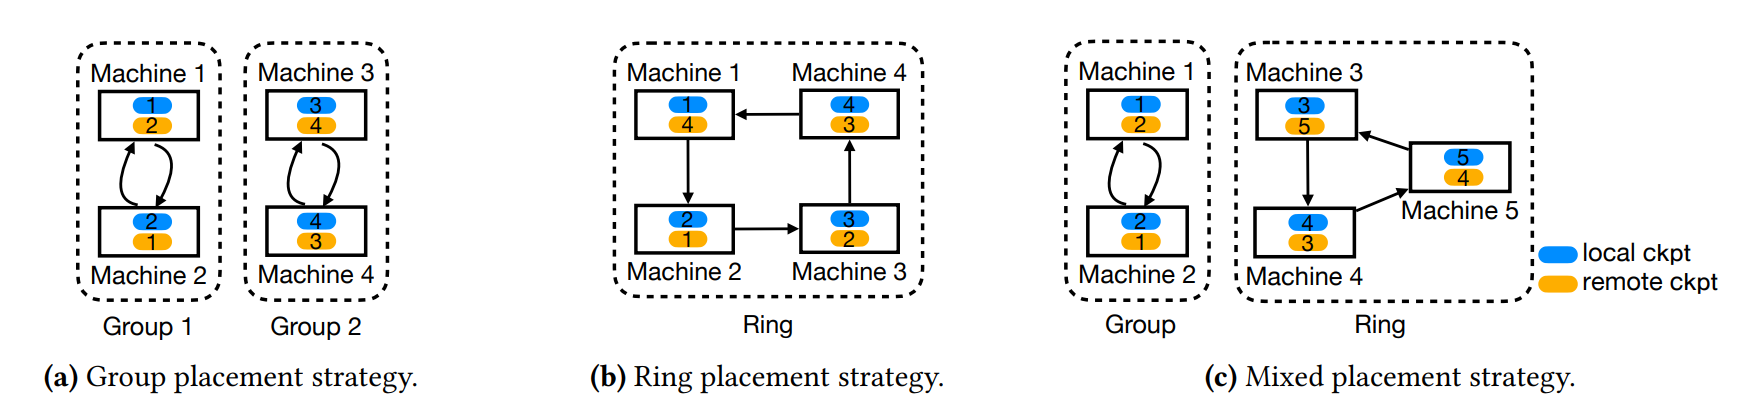 Machine 1
1
2
2
1
Machine 2
Group 1
Machine 3
3
4
4
3
Machine 4
Group 2
(a) Group placement strategy.
Machine 1
1
4
Machine 4
4
3
2
1
Machine 2
3
2
Machine 3
Ring
(b) Ring placement strategy.
Machine 1
1
2
2
1
Machine 2
Group
Machine 3
3
5
5
4
Machine 5
4
3
Machine 4
Ring
local ckpt
remote ckpt
(c) Mixed placement strategy.